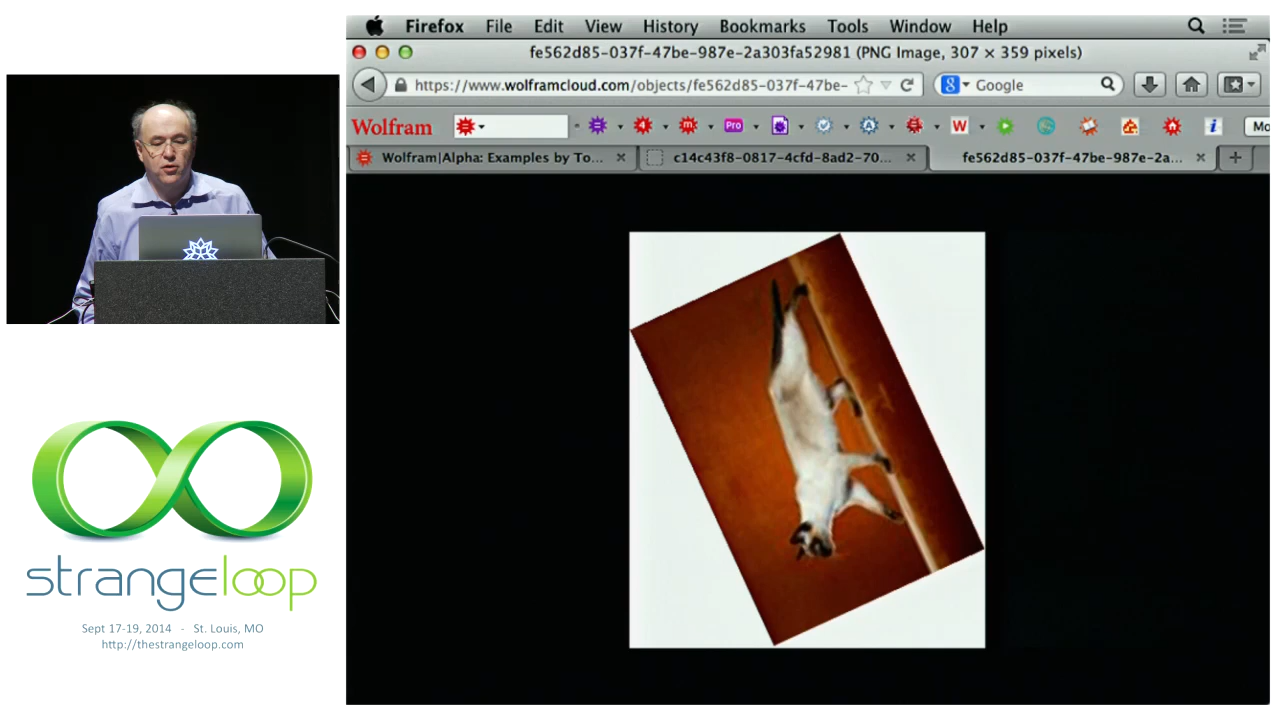 Firefox File Edit View History Bookmarks Tools Window Help
fe562d85-037f-47be-987e-2a303fa52981 (PNG Image, 307 × 359 pixels)
https://www.wolframcloud.com/objects/fe562d85-037f-47be-
Google
Wolfram
Pro
W
i
Mo
Wolfram|Alpha: Examples by To...
c14c43f8-0817-4cfd-8ad2-70...
fe562d85-037f-47be-987e-2a...
strangeloop
Sept 17-19, 2014 - St. Louis, MO
http://thestrangeloop.com